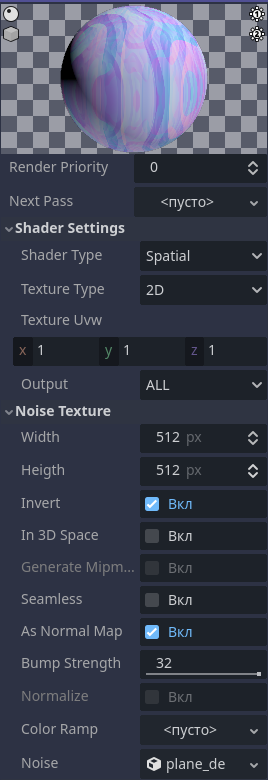 Render Priority 0
Next Pass <пусто>
Shader Settings
Shader Type Spatial
Texture Type 2D
Texture Uvw
x 1 y 1 z 1
Output ALL
Noise Texture
Width 512 px
Heigth 512 px
Invert Вкл
In 3D Space Вкл
Generate Mipm... Вкл
Seamless Вкл
As Normal Map Вкл
Bump Strength 32
Normalize Вкл
Color Ramp <пусто>
Noise plane_de